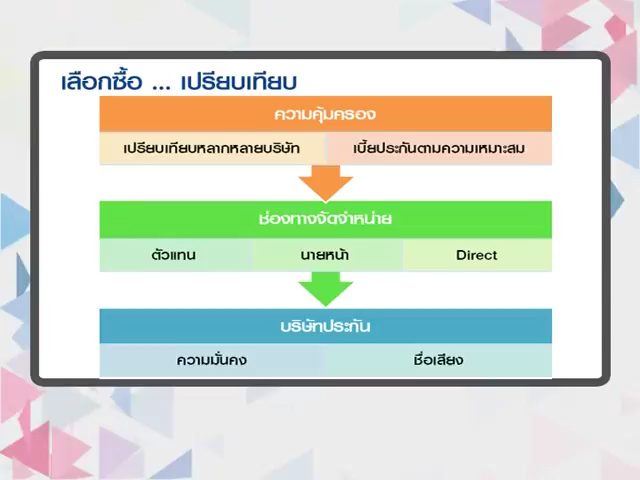 เลือกซื้อ ... เปรียบเทียบ
ความคุ้มครอง
เปรียบเทียบหลากหลายบริษัท เบี้ยประกันตามความเหมาะสม
ช่องทางจัดจำหน่าย
ตัวแทน นายหน้า Direct
บริษัทประกัน
ความมั่นคง ชื่อเสียง